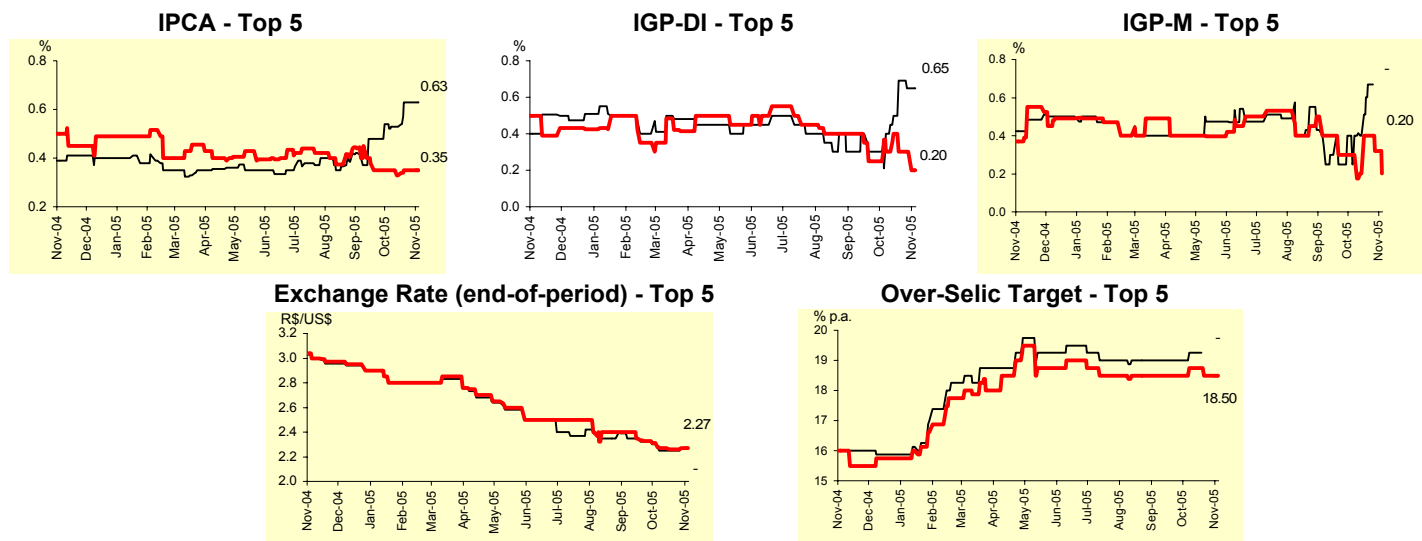 IPCA - Top 5
%
0.8
0.6
0.4
0.2
0.63
0.35
Nov-04
Dec-04
Jan-05
Feb-05
Mar-05
Apr-05
May-05
Jun-05
Jul-05
Aug-05
Sep-05
Oct-05
Nov-05
IGP-DI - Top 5
%
0.8
0.6
0.4
0.2
0.0
0.65
0.20
Nov-04
Dec-04
Jan-05
Feb-05
Mar-05
Apr-05
May-05
Jun-05
Jul-05
Aug-05
Sep-05
Oct-05
Nov-05
IGP-M - Top 5
%
0.8
0.6
0.4
0.2
0.0
-
0.20
Nov-04
Dec-04
Jan-05
Feb-05
Mar-05
Apr-05
May-05
Jun-05
Jul-05
Aug-05
Sep-05
Oct-05
Nov-05
Exchange Rate (end-of-period) - Top 5
R$/US$
3.2
3.0
2.8
2.6
2.4
2.2
2.0
2.27
-
Nov-04
Dec-04
Jan-05
Feb-05
Mar-05
Apr-05
May-05
Jun-05
Jul-05
Aug-05
Sep-05
Oct-05
Nov-05
Over-Selic Target - Top 5
% p.a.
20
19
18
17
16
15
-
18.50
Nov-04
Dec-04
Jan-05
Feb-05
Mar-05
Apr-05
May-05
Jun-05
Jul-05
Aug-05
Sep-05
Oct-05
Nov-05